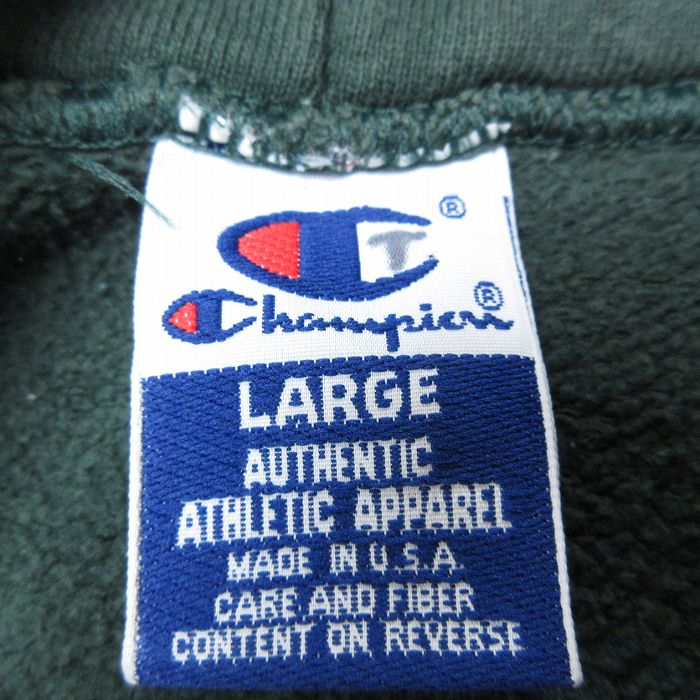 T ®
Champion ®
LARGE
AUTHENTIC
ATHLETIC APPAREL
MADE IN U.S.A.
CARE AND FIBER
CONTENT ON REVERSE